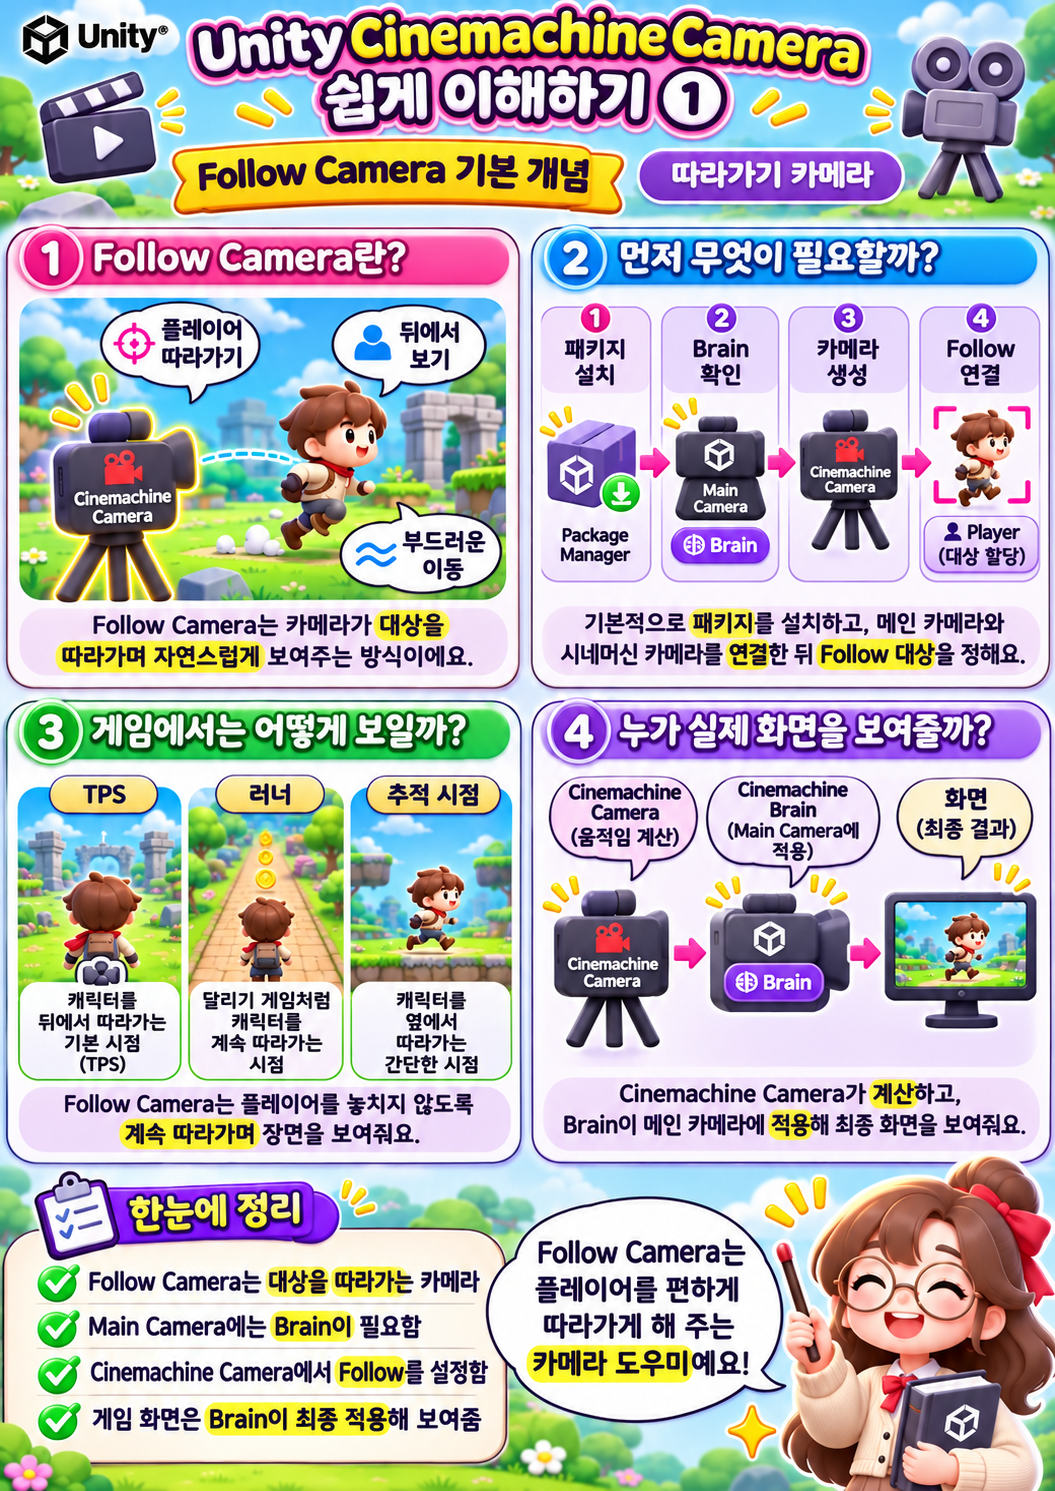 Unity®
Unity Cinemachine Camera
쉽게 이해하기 1
Follow Camera 기본 개념
따라가기 카메라
1 Follow Camera란?
플레이어
따라가기
뒤에서
보기
Cinemachine
Camera
부드러운
이동
Follow Camera는 카메라가 대상을
따라가며 자연스럽게 보여주는 방식이에요.
2 먼저 무엇이 필요할까?
1
패키지
설치
Package
Manager
2
Brain
확인
Main
Camera
Brain
3
카메라
생성
Cinemachine
Camera
4
Follow
연결
Player
(대상 할당)
기본적으로 패키지를 설치하고, 메인 카메라와
시네머신 카메라를 연결한 뒤 Follow 대상을 정해요.
3 게임에서는 어떻게 보일까?
TPS
캐릭터를
뒤에서 따라가는
기본 시점
(TPS)
러너
달리기 게임처럼
캐릭터를
계속 따라가는
시점
추적 시점
캐릭터를
옆에서
따라가는
간단한 시점
Follow Camera는 플레이어를 놓치지 않도록
계속 따라가며 장면을 보여줘요.
4 누가 실제 화면을 보여줄까?
Cinemachine
Camera
(움적임 계산)
Cinemachine
Brain
(Main Camera에
적용)
화면
(최종 결과)
Cinemachine
Camera
Brain
Cinemachine Camera가 계산하고,
Brain이 메인 카메라에 적용해 최종 화면을 보여줘요.
한눈에 정리
Follow Camera는 대상을 따라가는 카메라
Main Camera에는 Brain이 필요함
Cinemachine Camera에서 Follow를 설정함
게임 화면은 Brain이 최종 적용해 보여줌
Follow Camera는
플레이어를 편하게
따라가게 해 주는
카메라 도우미예요!